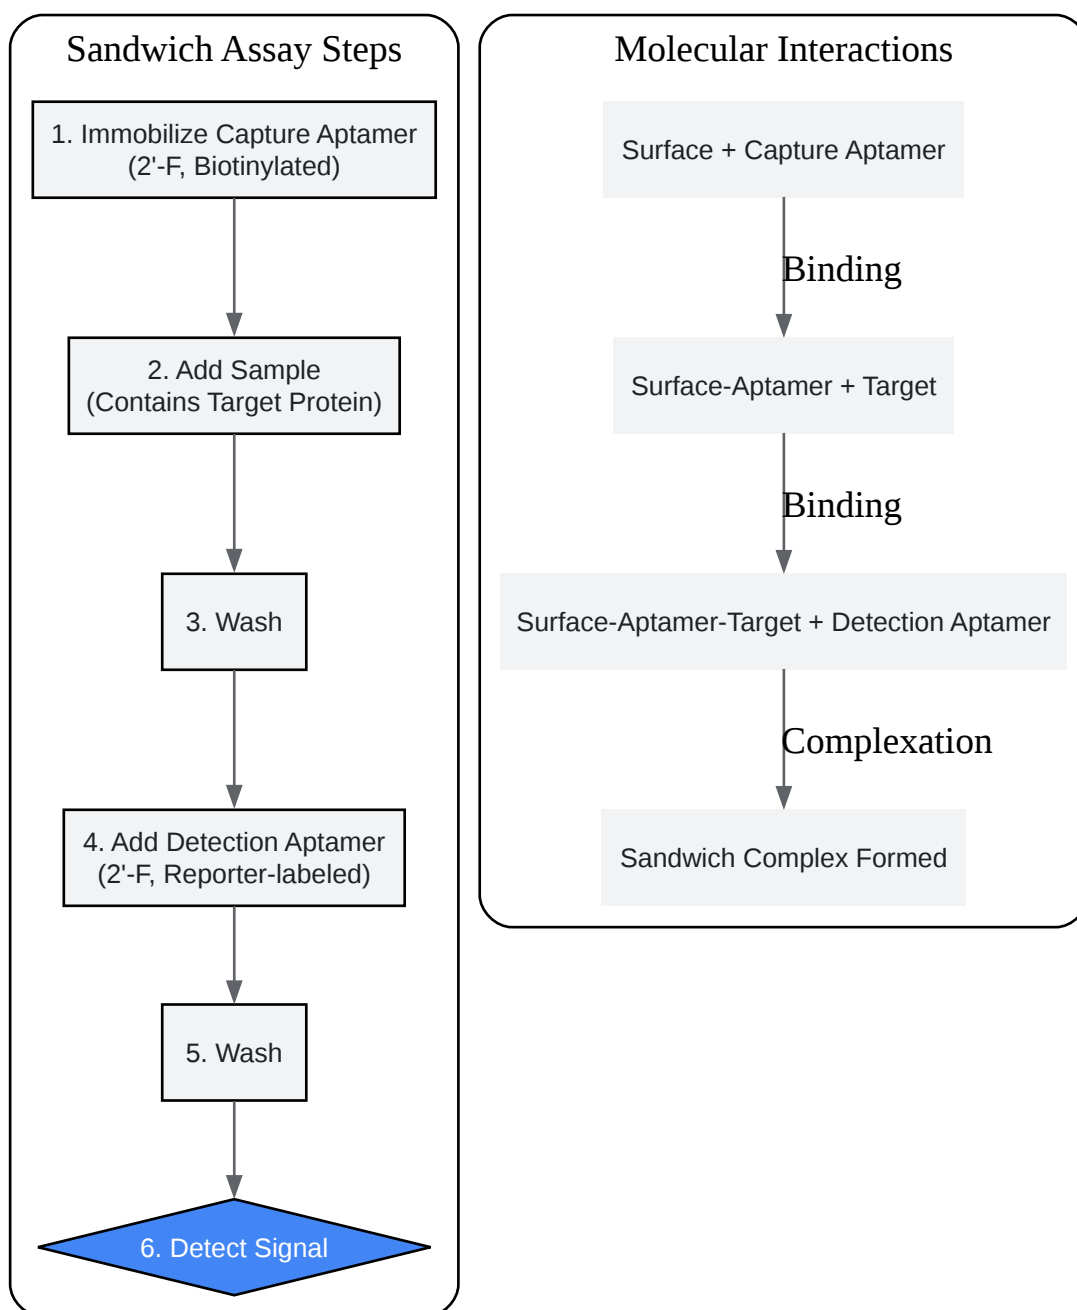 Sandwich Assay Steps
1. Immobilize Capture Aptamer
(2'-F, Biotinylated)
2. Add Sample
(Contains Target Protein)
3. Wash
4. Add Detection Aptamer
(2'-F, Reporter-labeled)
5. Wash
6. Detect Signal
Molecular Interactions
Surface + Capture Aptamer
Binding
Surface-Aptamer + Target
Binding
Surface-Aptamer-Target + Detection Aptamer
Complexation
Sandwich Complex Formed